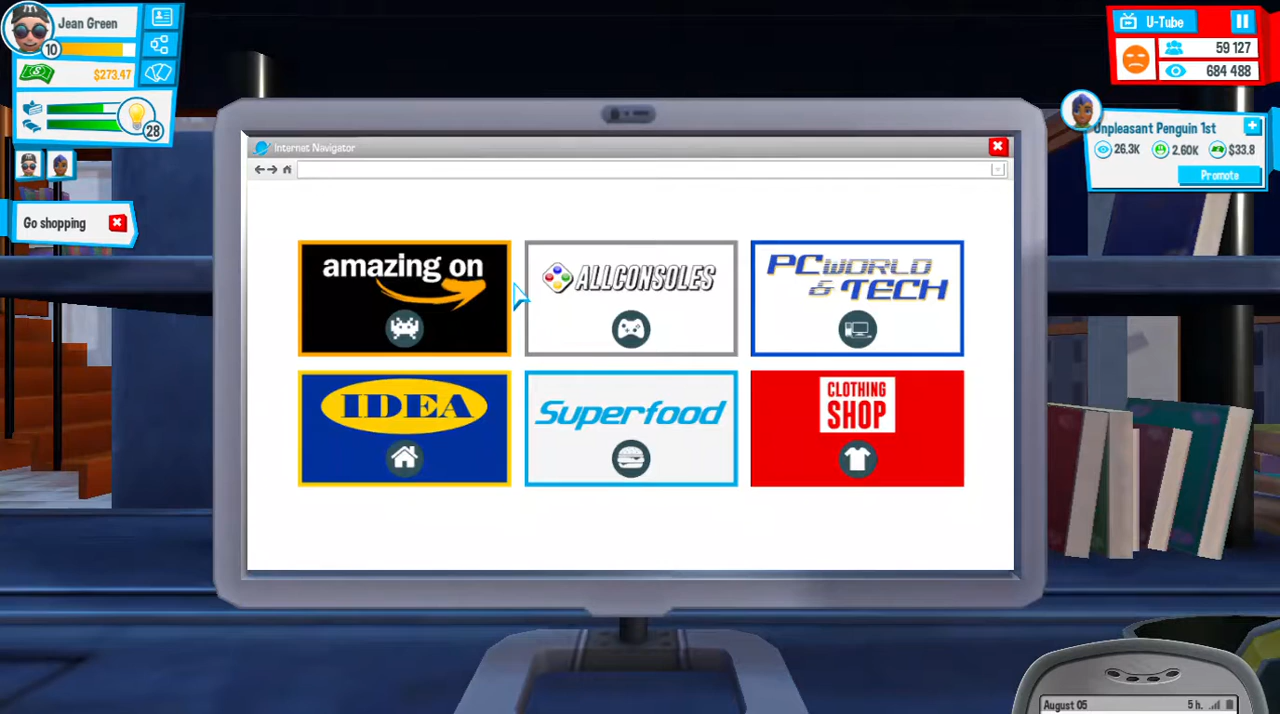 Jean Green
10
$273.47
28
Go shopping
U-Tube
59 127
684 488
Unpleasant Penguin 1st
26.3K
2.60K
$33.8
Promote
Internet Navigator
amazing on
ALLCONSOLES
PC WORLD
& TECH
IDEA
Superfood
CLOTHING
SHOP
August 05
5 h.